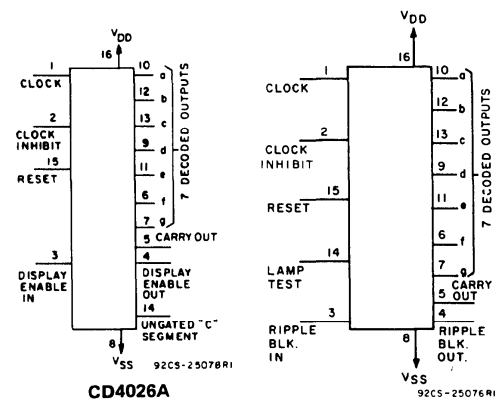 VDD
16
1
CLOCK
2
CLOCK
INHIBIT
15
RESET
3
DISPLAY
ENABLE
IN
10 a
12 b
13 c
9 d
11 e
6 f
7 g
7 DECODED OUTPUTS
5 CARRY OUT
4
DISPLAY
ENABLE
OUT
14
UNGATED "C"
SEGMENT
8
VSS
92CS-25078R1
CD4026A
VDD
16
1
CLOCK
2
CLOCK
INHIBIT
15
RESET
14
LAMP
TEST
3
RIPPLE
BLK.
IN
10 a
12 b
13 c
9 d
11 e
6 f
7 g
7 DECODED OUTPUTS
CARRY
5 OUT
4
RIPPLE
BLK.
OUT.
8
VSS
92CS-25076R1